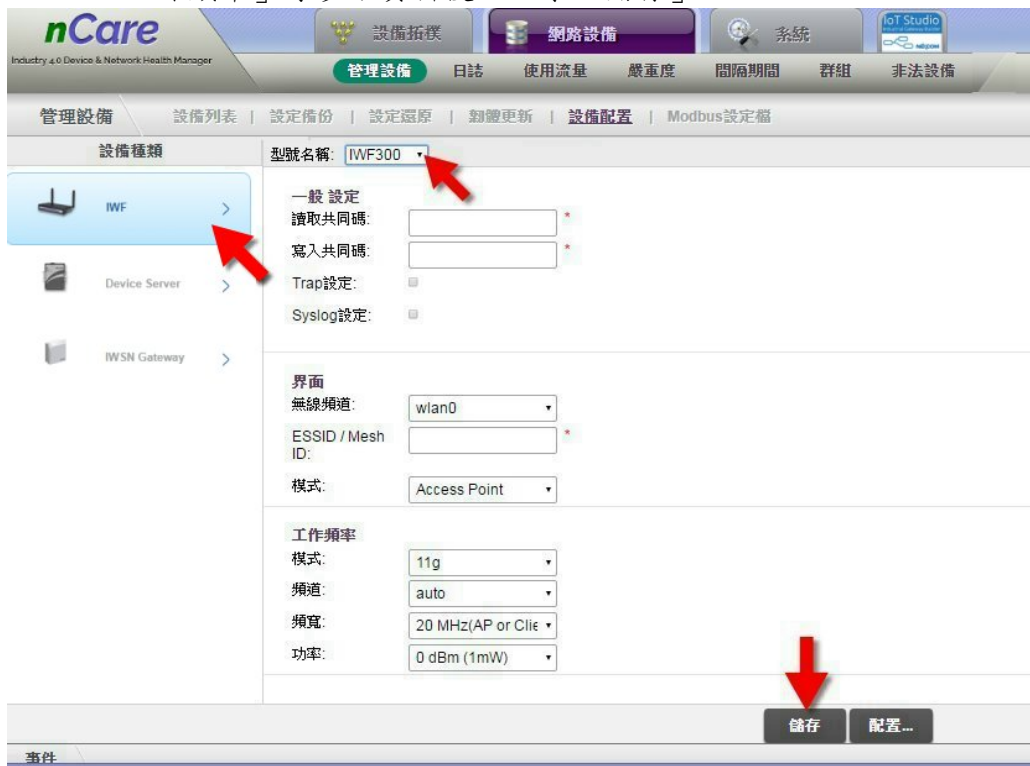 nCare
Industry 4.0 Device & Network Health Manager
設備拓樸 網路設備 系統 IoT Studio
管理設備 日誌 使用流量 嚴重度 間隔期間 群組 非法設備
管理設備 設備列表 | 設定備份 | 設定還原 | 韌體更新 | 設備配置 | Modbus設定檔
設備種類
型號名稱: IWF300
IWF
Device Server
IWSN Gateway
一般 設定
讀取共同碼: *
寫入共同碼: *
Trap設定:
Syslog設定:
界面
無線頻道: wlan0
ESSID / Mesh ID: *
模式: Access Point
工作頻率
模式: 11g
頻道: auto
頻寬: 20 MHz(AP or Clie
功率: 0 dBm (1mW)
儲存 配置...
事件